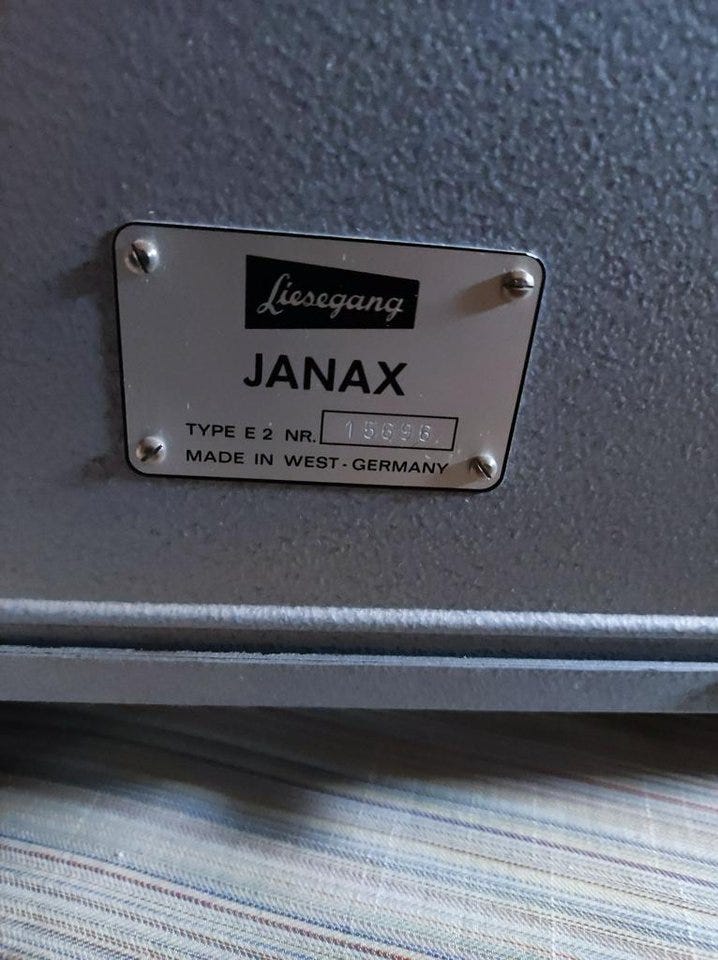 Liesegang
JANAX
TYPE E 2 NR. 15696
MADE IN WEST-GERMANY